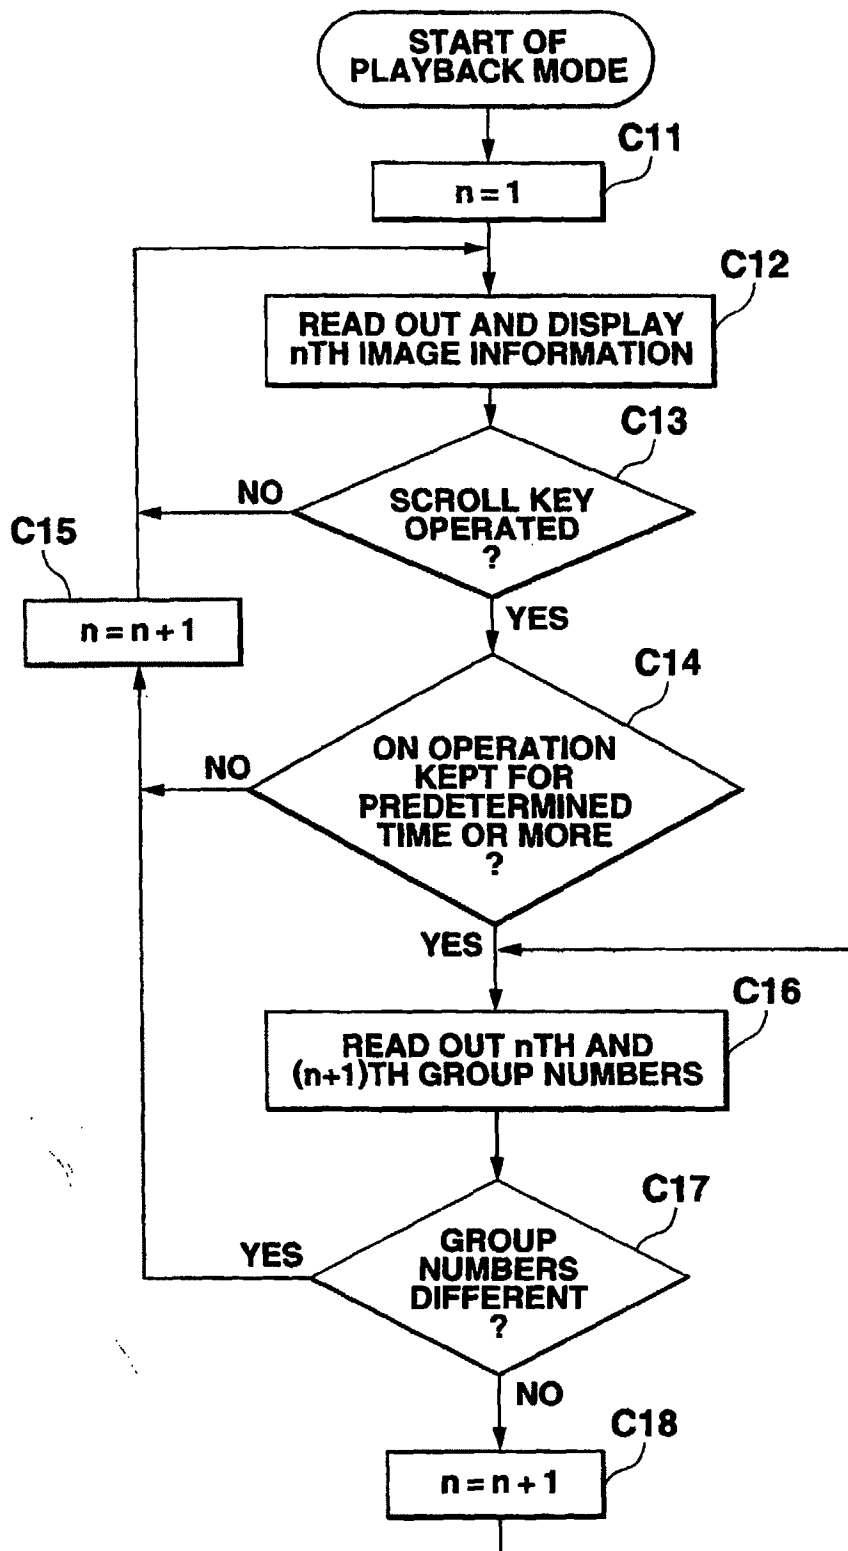 START OF
PLAYBACK MODE
C11
n = 1
C12
READ OUT AND DISPLAY
nTH IMAGE INFORMATION
C13
NO
SCROLL KEY
OPERATED
?
C15
n = n + 1
YES
C14
NO
ON OPERATION
KEPT FOR
PREDETERMINED
TIME OR MORE
?
YES
C16
READ OUT nTH AND
(n+1)TH GROUP NUMBERS
C17
YES
GROUP
NUMBERS
DIFFERENT
?
NO
C18
n = n + 1